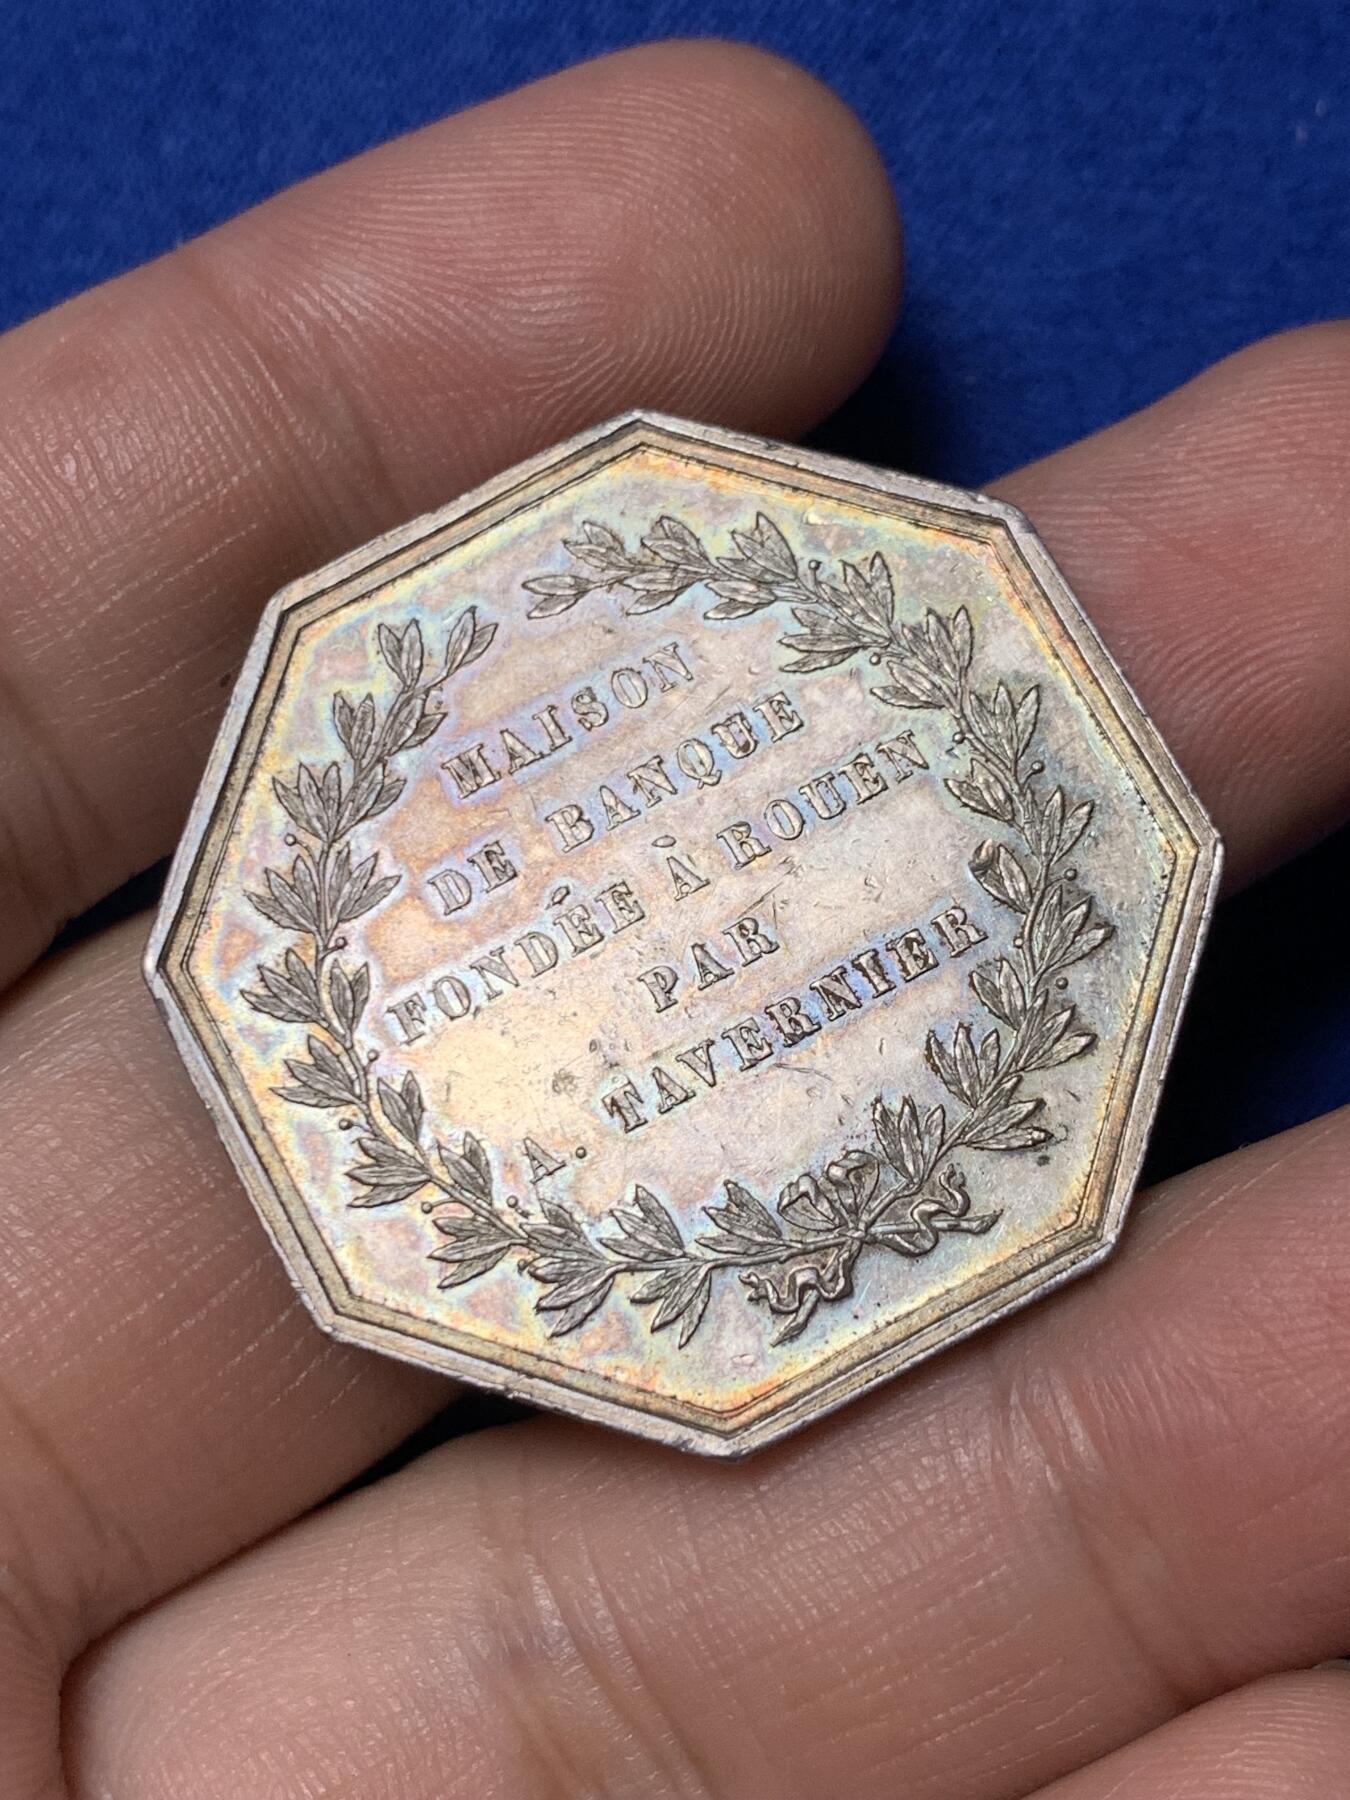 MAISON
DE BANQUE
FONDÉE À ROUEN
PAR
A. TAVERNIER